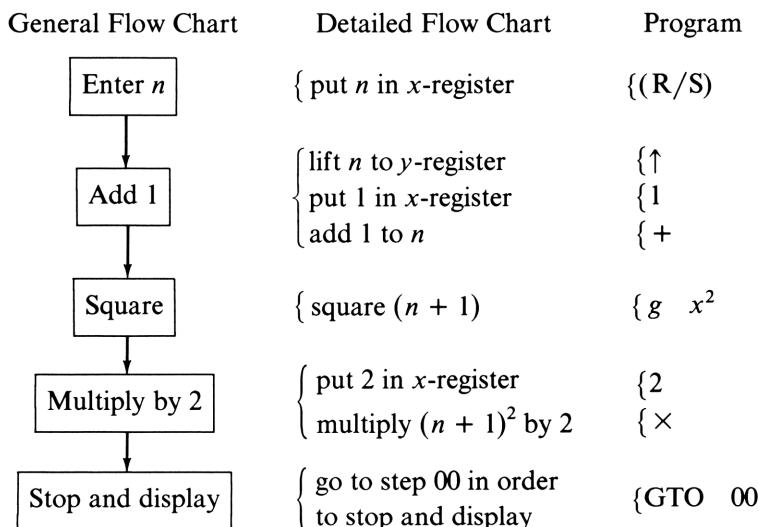 General Flow Chart Detailed Flow Chart Program
Enter n { put n in x-register {(R/S)
lift n to y-register {↑
Add 1 put 1 in x-register {1
add 1 to n { +
Square { square (n + 1) { g x²
put 2 in x-register {2
Multiply by 2 multiply (n + 1)² by 2 { ×
Stop and display go to step 00 in order {GTO 00
to stop and display